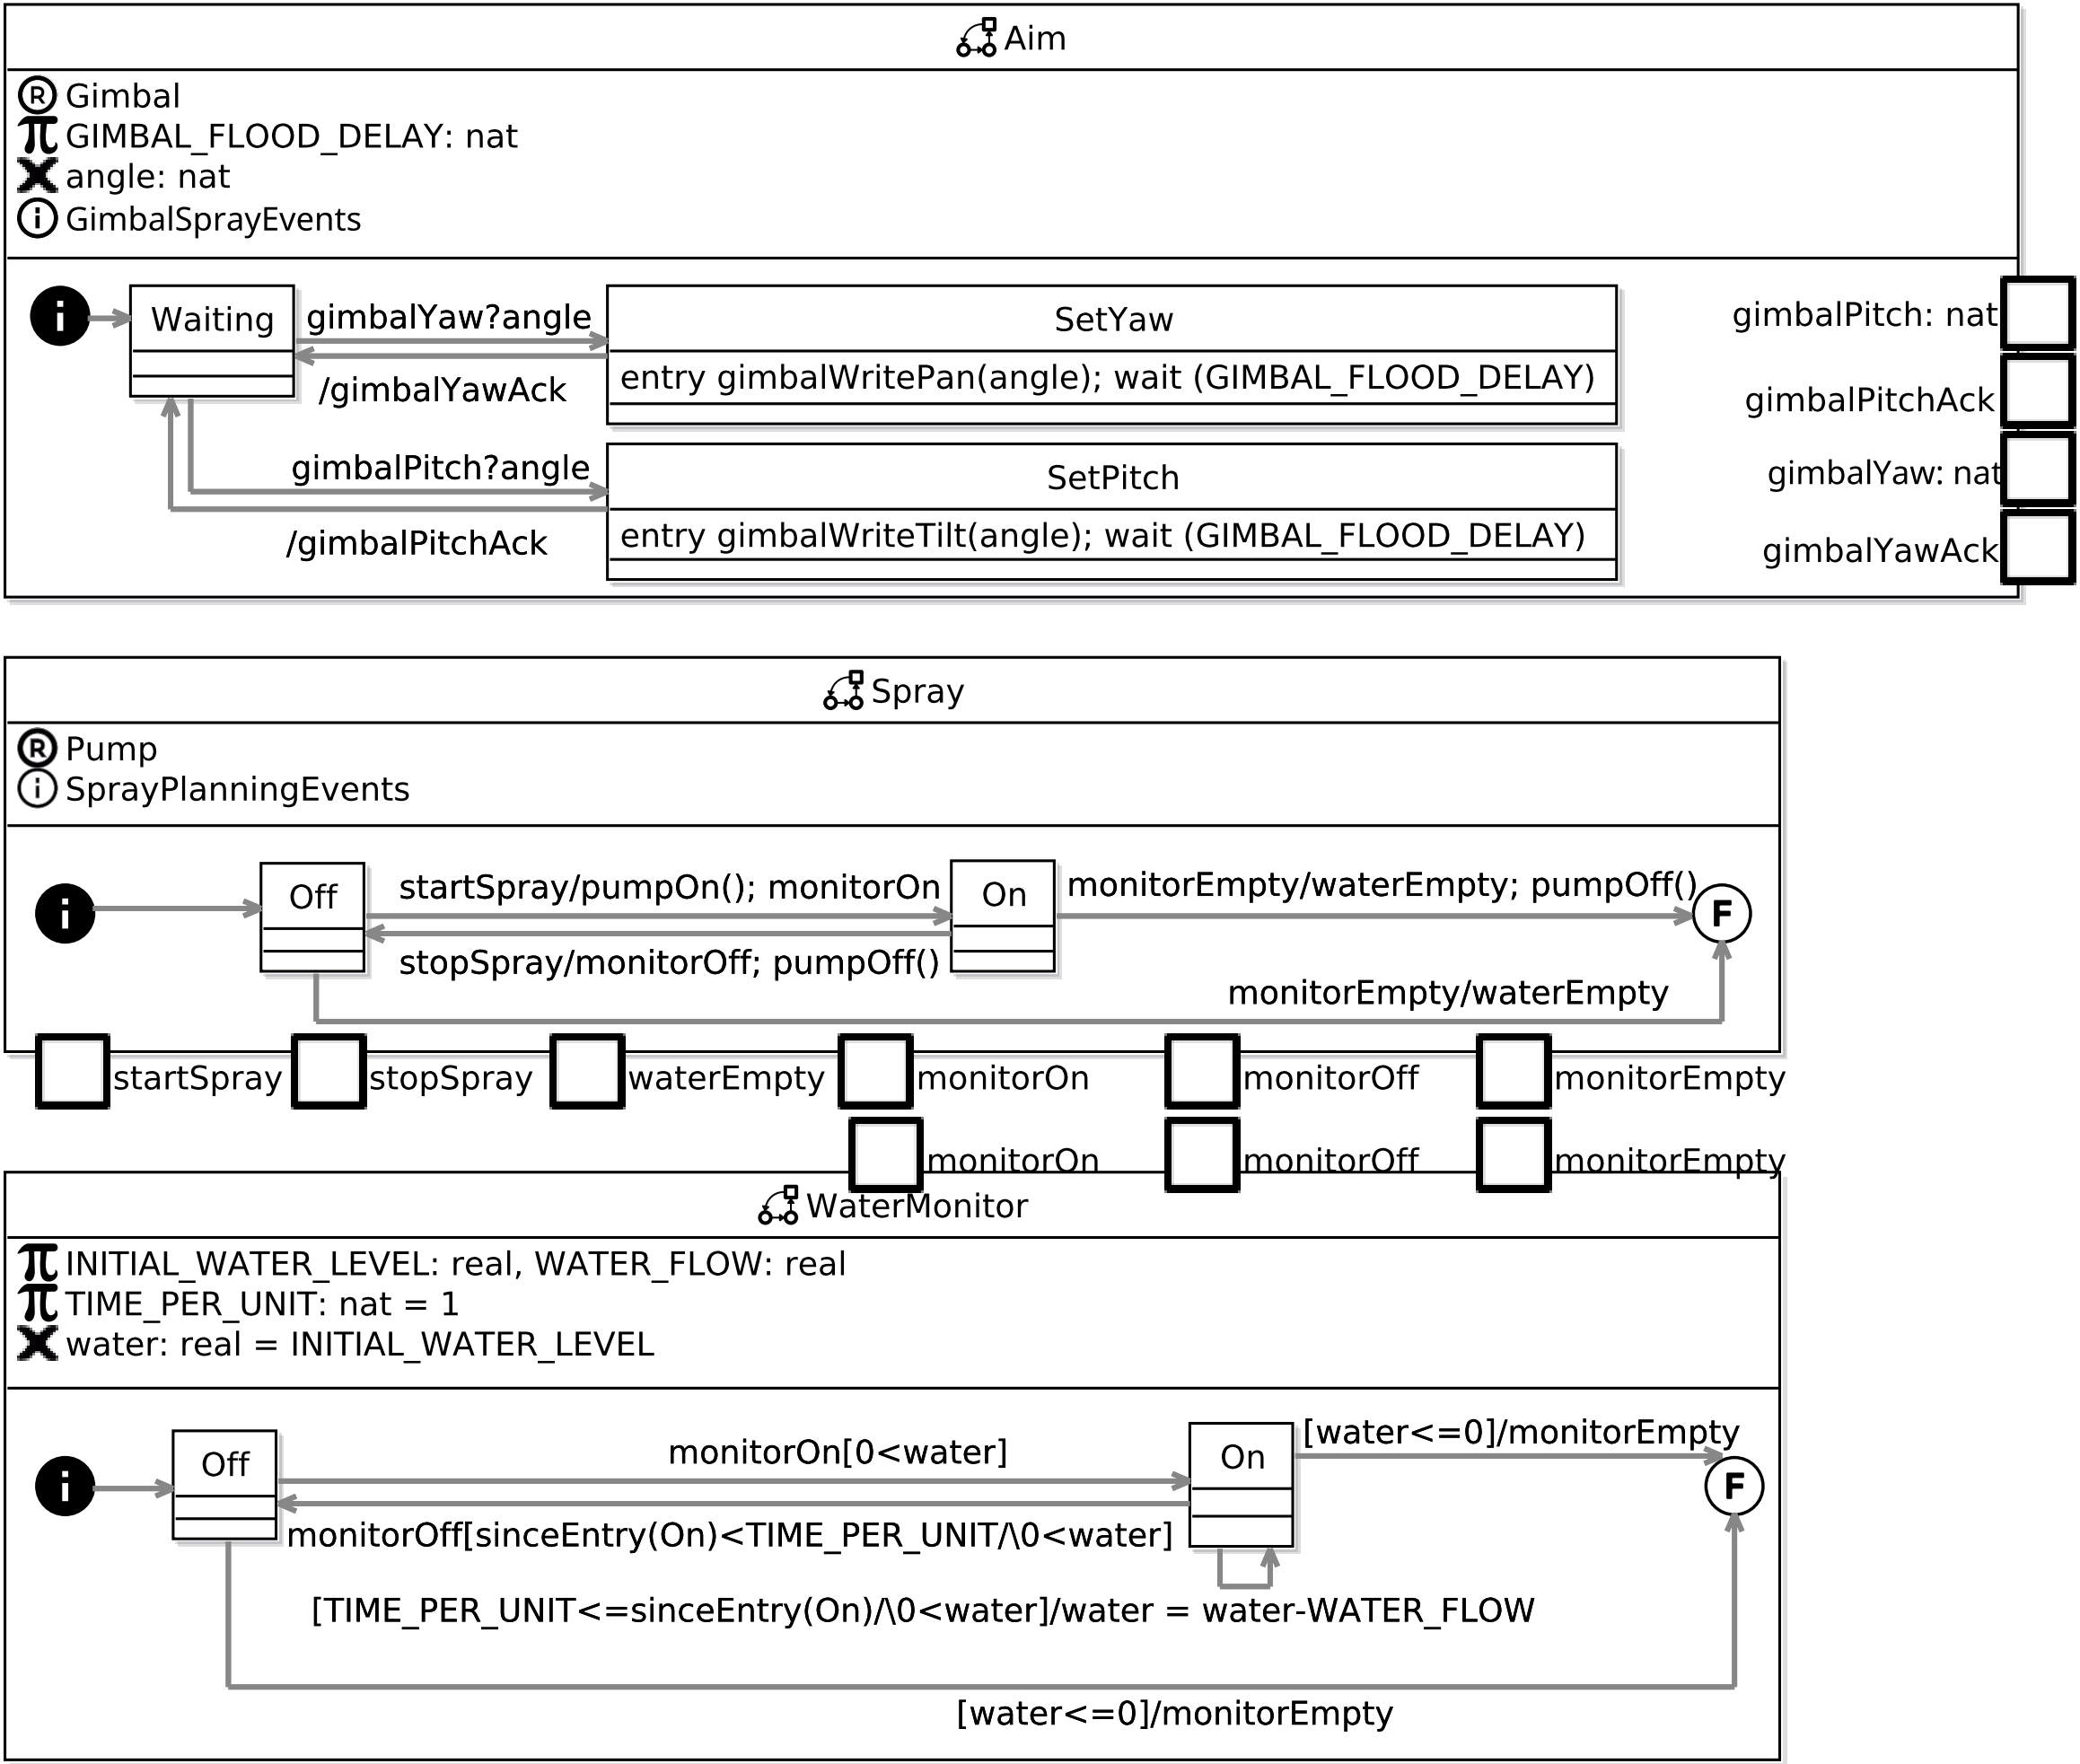 Aim
Gimbal
GIMBAL_FLOOD_DELAY: nat
angle: nat
GimbalSprayEvents
Waiting
gimbalYaw?angle
SetYaw
gimbalPitch: nat
entry gimbalWritePan(angle); wait (GIMBAL_FLOOD_DELAY)
/gimbalYawAck
gimbalPitchAck
gimbalPitch?angle
SetPitch
gimbalYaw: nat
entry gimbalWriteTilt(angle); wait (GIMBAL_FLOOD_DELAY)
/gimbalPitchAck
gimbalYawAck
Spray
Pump
SprayPlanningEvents
Off
startSpray/pumpOn(); monitorOn
On
monitorEmpty/waterEmpty; pumpOff()
F
stopSpray/monitorOff; pumpOff()
monitorEmpty/waterEmpty
startSpray
stopSpray
waterEmpty
monitorOn
monitorOff
monitorEmpty
monitorOn
monitorOff
monitorEmpty
WaterMonitor
INITIAL_WATER_LEVEL: real, WATER_FLOW: real
TIME_PER_UNIT: nat = 1
water: real = INITIAL_WATER_LEVEL
Off
monitorOn[0<water]
On
[water<=0]/monitorEmpty
F
monitorOff[sinceEntry(On)<TIME_PER_UNIT/\0<water]
[TIME_PER_UNIT<=sinceEntry(On)/\0<water]/water = water-WATER_FLOW
[water<=0]/monitorEmpty